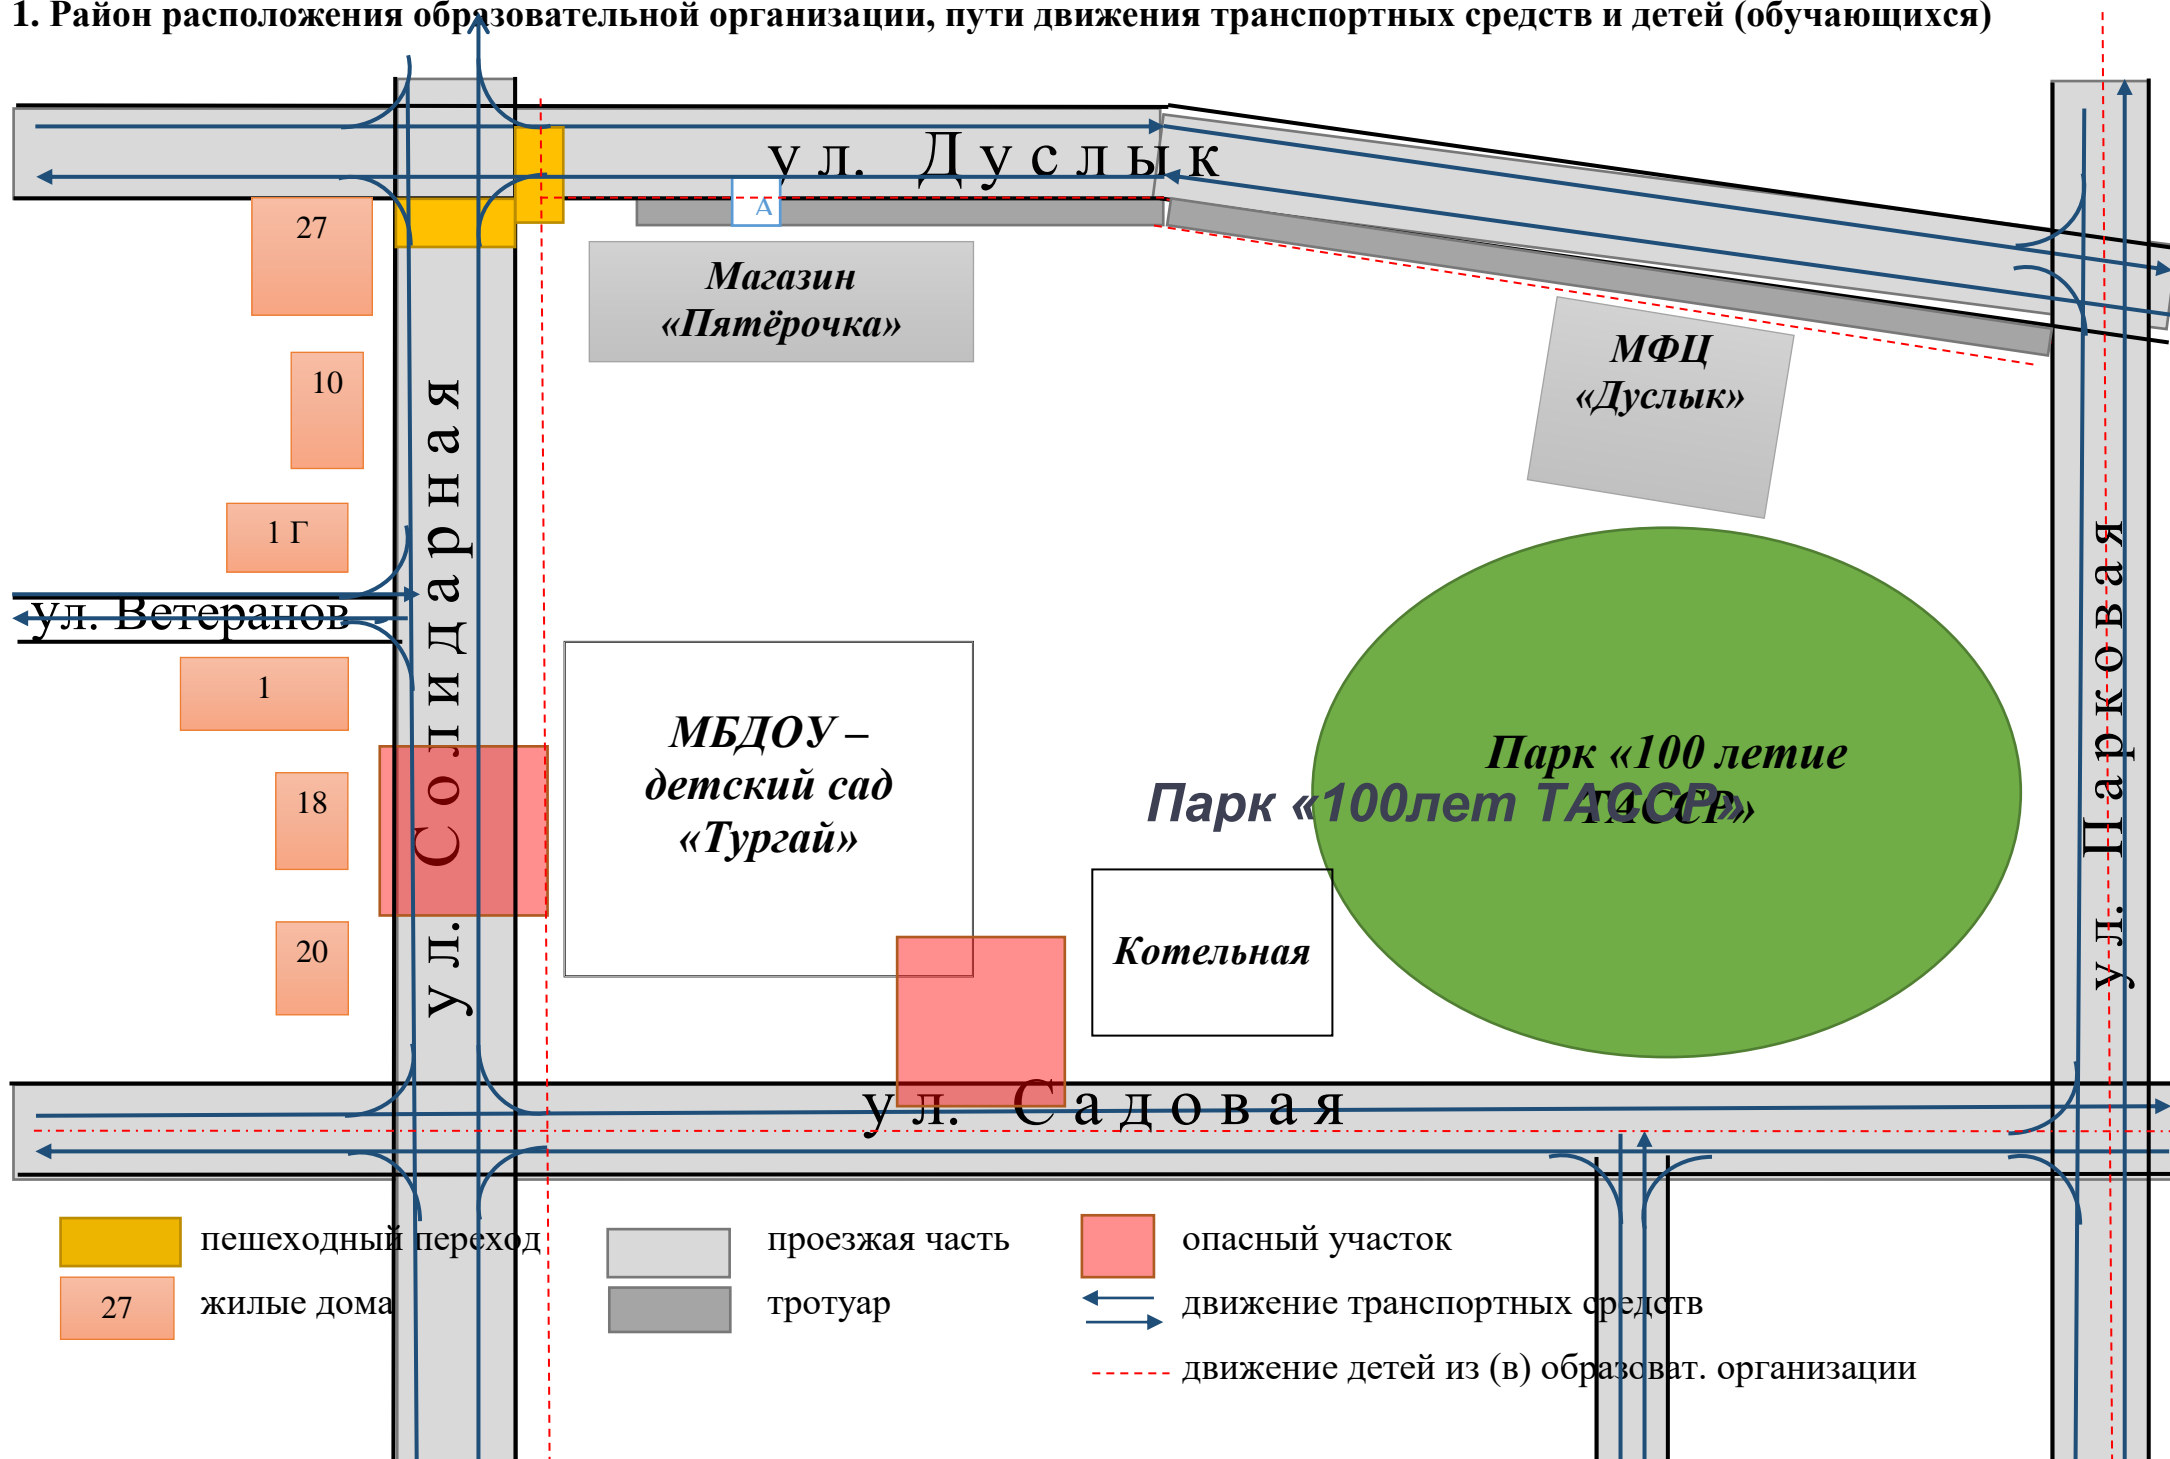 1. Район расположения образовательной организации, пути движения транспортных средств и детей (обучающихся)
ул. Дуслык
А
27
Магазин
«Пятёрочка»
МФЦ
«Дуслык»
10
1 Г
ул. Ветеранов
ул. Солидарная
1
18
20
МБДОУ –
детский сад
«Тургай»
Парк «100 летие
ТАССР»
Парк «100лет ТАССР»
Котельная
ул. Парковая
ул. Садовая
пешеходный переход
проезжая часть
опасный участок
27
жилые дома
тротуар
движение транспортных средств
движение детей из (в) образоват. организации